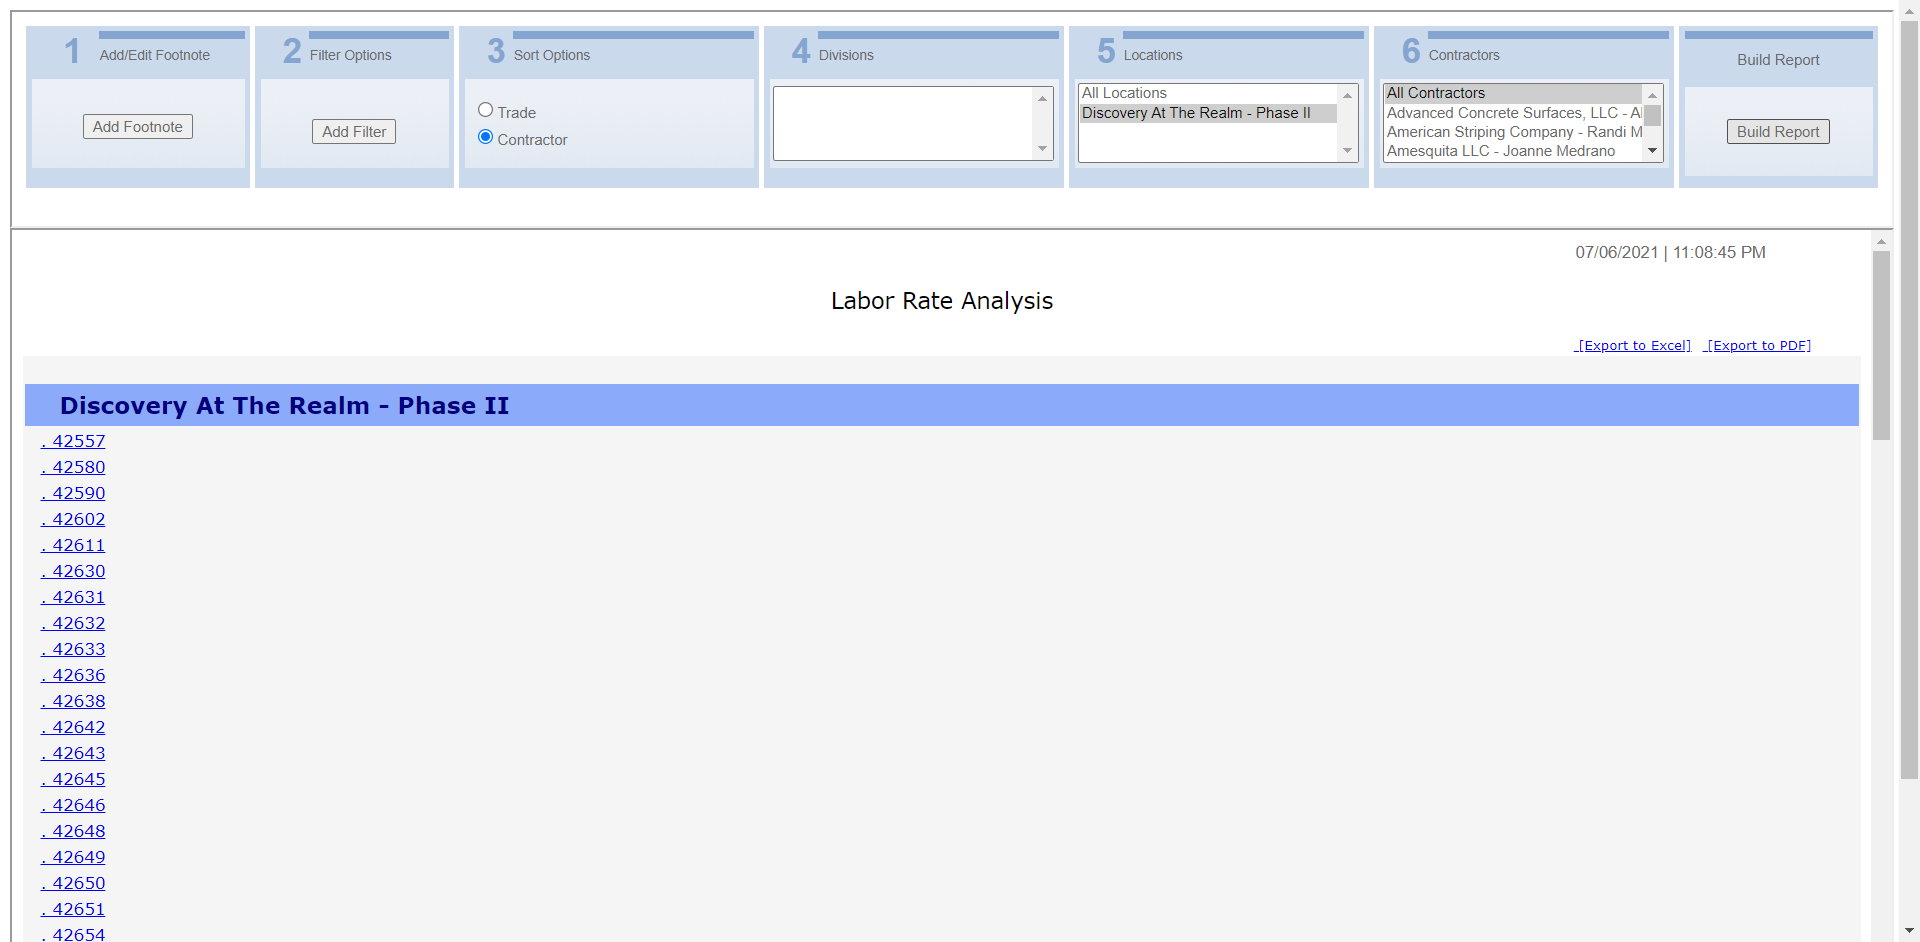 1 Add/Edit Footnote
Add Footnote
2 Filter Options
Add Filter
3 Sort Options
Trade
Contractor
4 Divisions
5 Locations
All Locations
Discovery At The Realm - Phase II
6 Contractors
All Contractors
Advanced Concrete Surfaces, LLC - A
American Striping Company - Randi M
Amesquita LLC - Joanne Medrano
Build Report
Build Report
07/06/2021 | 11:08:45 PM
Labor Rate Analysis
[Export to Excel] [Export to PDF]
Discovery At The Realm - Phase II
. 42557
. 42580
. 42590
. 42602
. 42611
. 42630
. 42631
. 42632
. 42633
. 42636
. 42638
. 42642
. 42643
. 42645
. 42646
. 42648
. 42649
. 42650
. 42651
. 42654